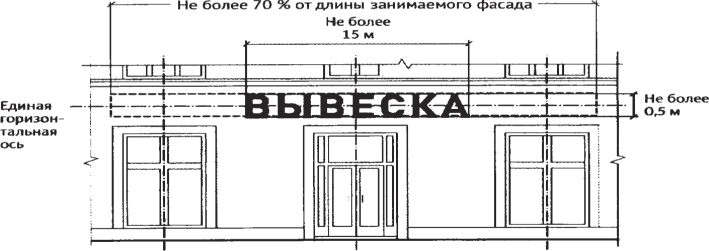 Не более 70 % от длины занимаемого фасада
Не более
15 м
ВЫВЕСКА
Единая
горизон-
тальная
ось
Не более
0,5 м